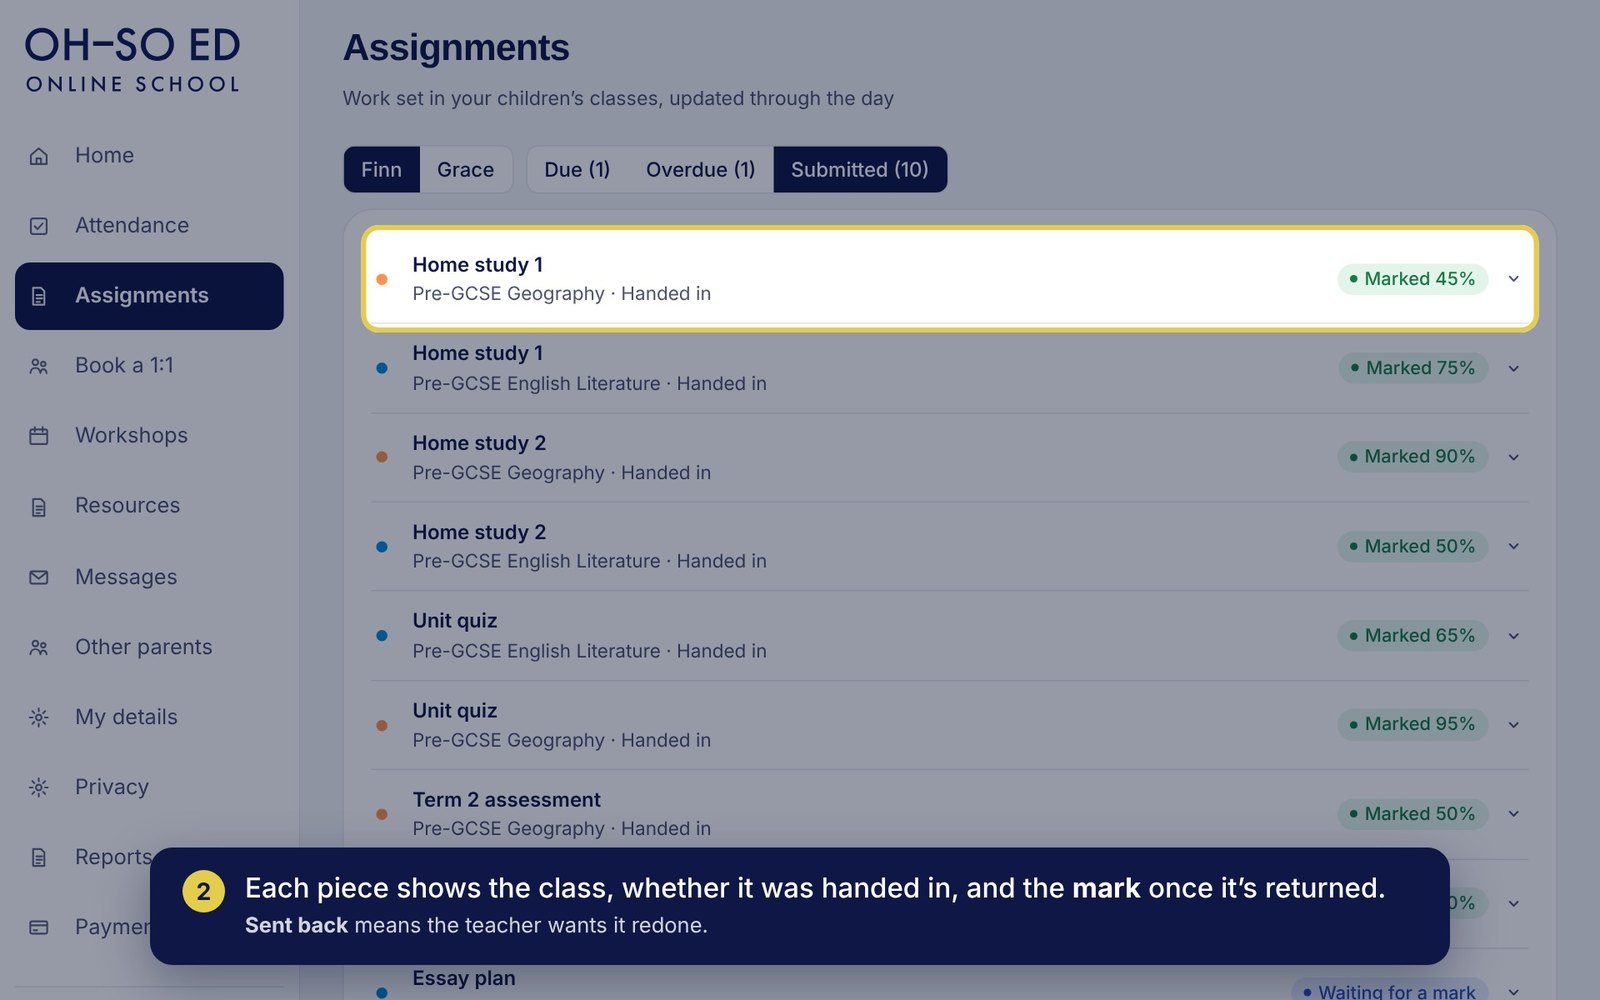 OH–SO ED
ONLINE SCHOOL
Home
Attendance
Assignments
Book a 1:1
Workshops
Resources
Messages
Other parents
My details
Privacy
Reports
Assignments
Work set in your children’s classes, updated through the day
Finn
Grace
Due (1)
Overdue (1)
Submitted (10)
Home study 1
Pre-GCSE Geography · Handed in
Marked 45%
Home study 1
Pre-GCSE English Literature · Handed in
Marked 75%
Home study 2
Pre-GCSE Geography · Handed in
Marked 90%
Home study 2
Pre-GCSE English Literature · Handed in
Marked 50%
Unit quiz
Pre-GCSE English Literature · Handed in
Marked 65%
Unit quiz
Pre-GCSE Geography · Handed in
Marked 95%
Term 2 assessment
Pre-GCSE Geography · Handed in
Marked 50%
2
Each piece shows the class, whether it was handed in, and the mark once it’s returned.
Sent back means the teacher wants it redone.
Essay plan
Waiting for a mark